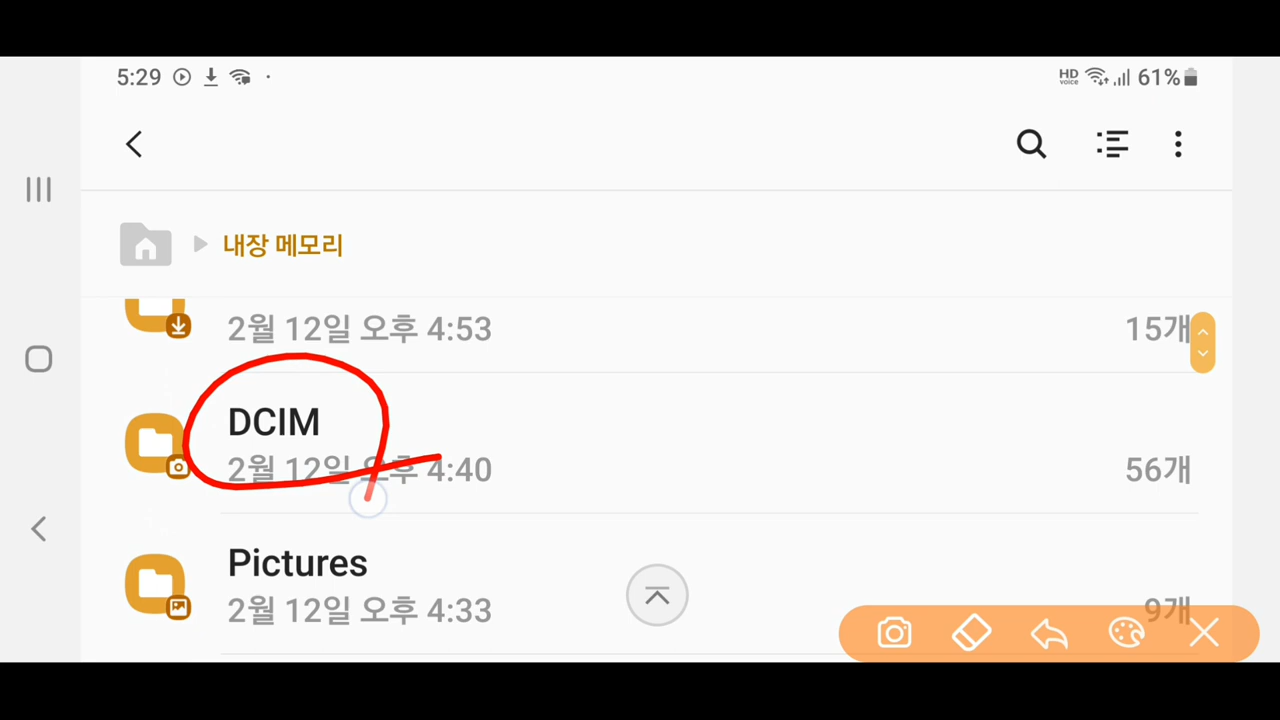 5:29
HD voice 61%
내장 메모리
2월 12일 오후 4:53 15개
DCIM
2월 12일 오후 4:40 56개
Pictures
2월 12일 오후 4:33 9개